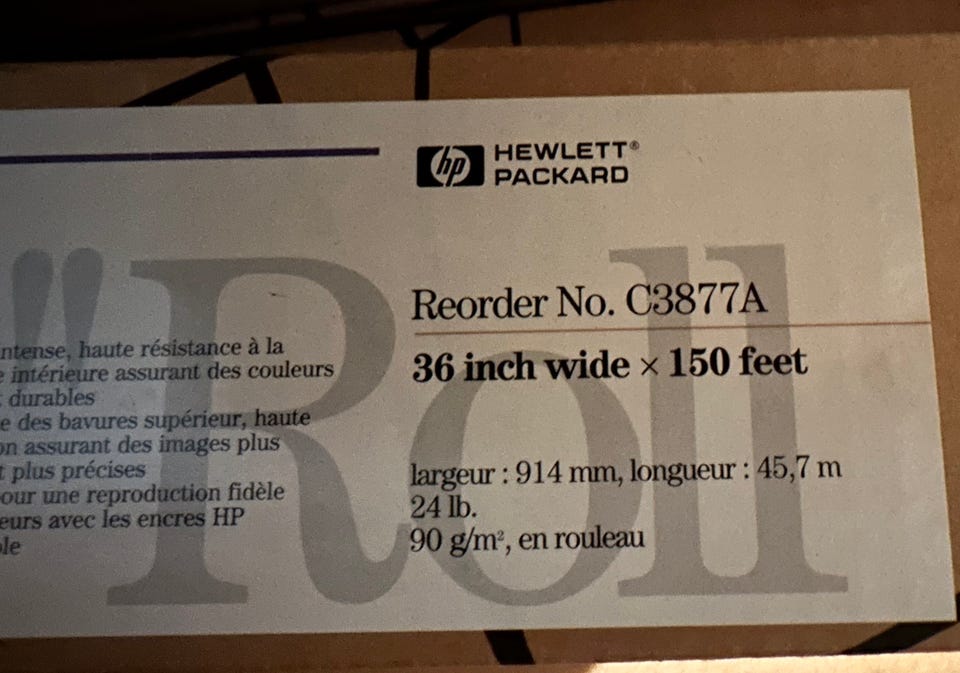 hp HEWLETT®
PACKARD
"Roll
Reorder No. C3877A
36 inch wide × 150 feet
largeur : 914 mm, longueur : 45,7 m
24 lb.
90 g/m², en rouleau
ntense, haute résistance à la
e intérieure assurant des couleurs
durables
e des bavures supérieur, haute
on assurant des images plus
t plus précises
our une reproduction fidèle
eurs avec les encres HP
le